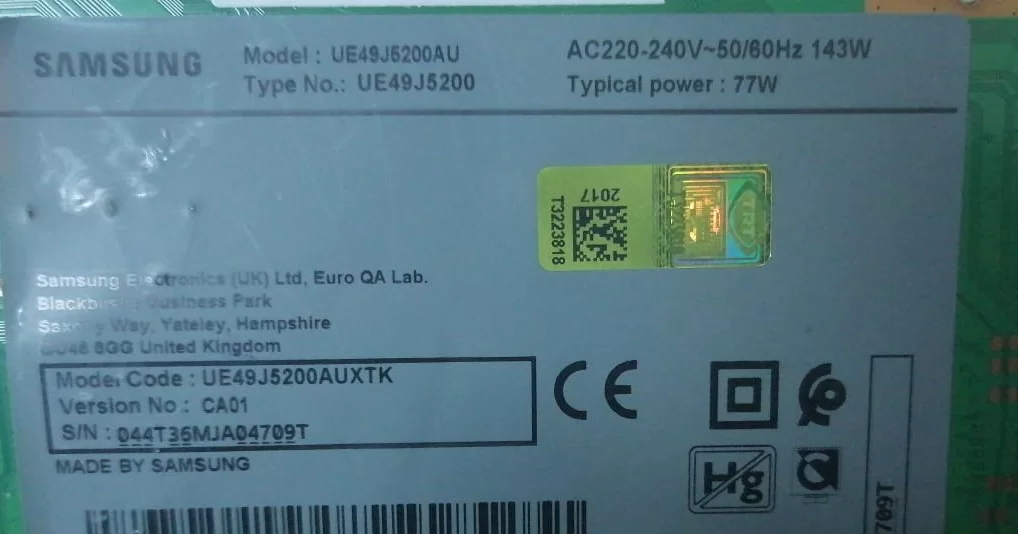 SAMSUNG
Model : UE49J5200AU
Type No.: UE49J5200
AC220-240V~50/60Hz 143W
Typical power : 77W
2017
T3223818
TRT
Samsung Electronics (UK) Ltd, Euro QA Lab.
Business Park
Way, Yateley, Hampshire
8GG United Kingdom
Model Code : UE49J5200AUXTK
Version No : CA01
S/N : 044T36MJA04709T
MADE BY SAMSUNG
CE
Hg
709T